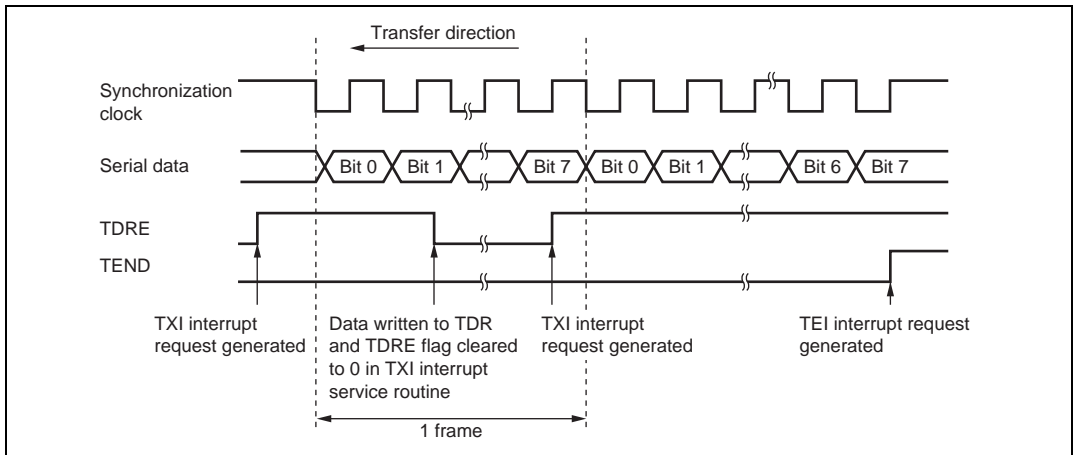 Transfer direction
Synchronization
clock
Serial data
Bit 0 Bit 1 Bit 7 Bit 0 Bit 1 Bit 6 Bit 7
TDRE
TEND
TXI interrupt
request generated
Data written to TDR
and TDRE flag cleared
to 0 in TXI interrupt
service routine
TXI interrupt
request generated
TEI interrupt request
generated
1 frame